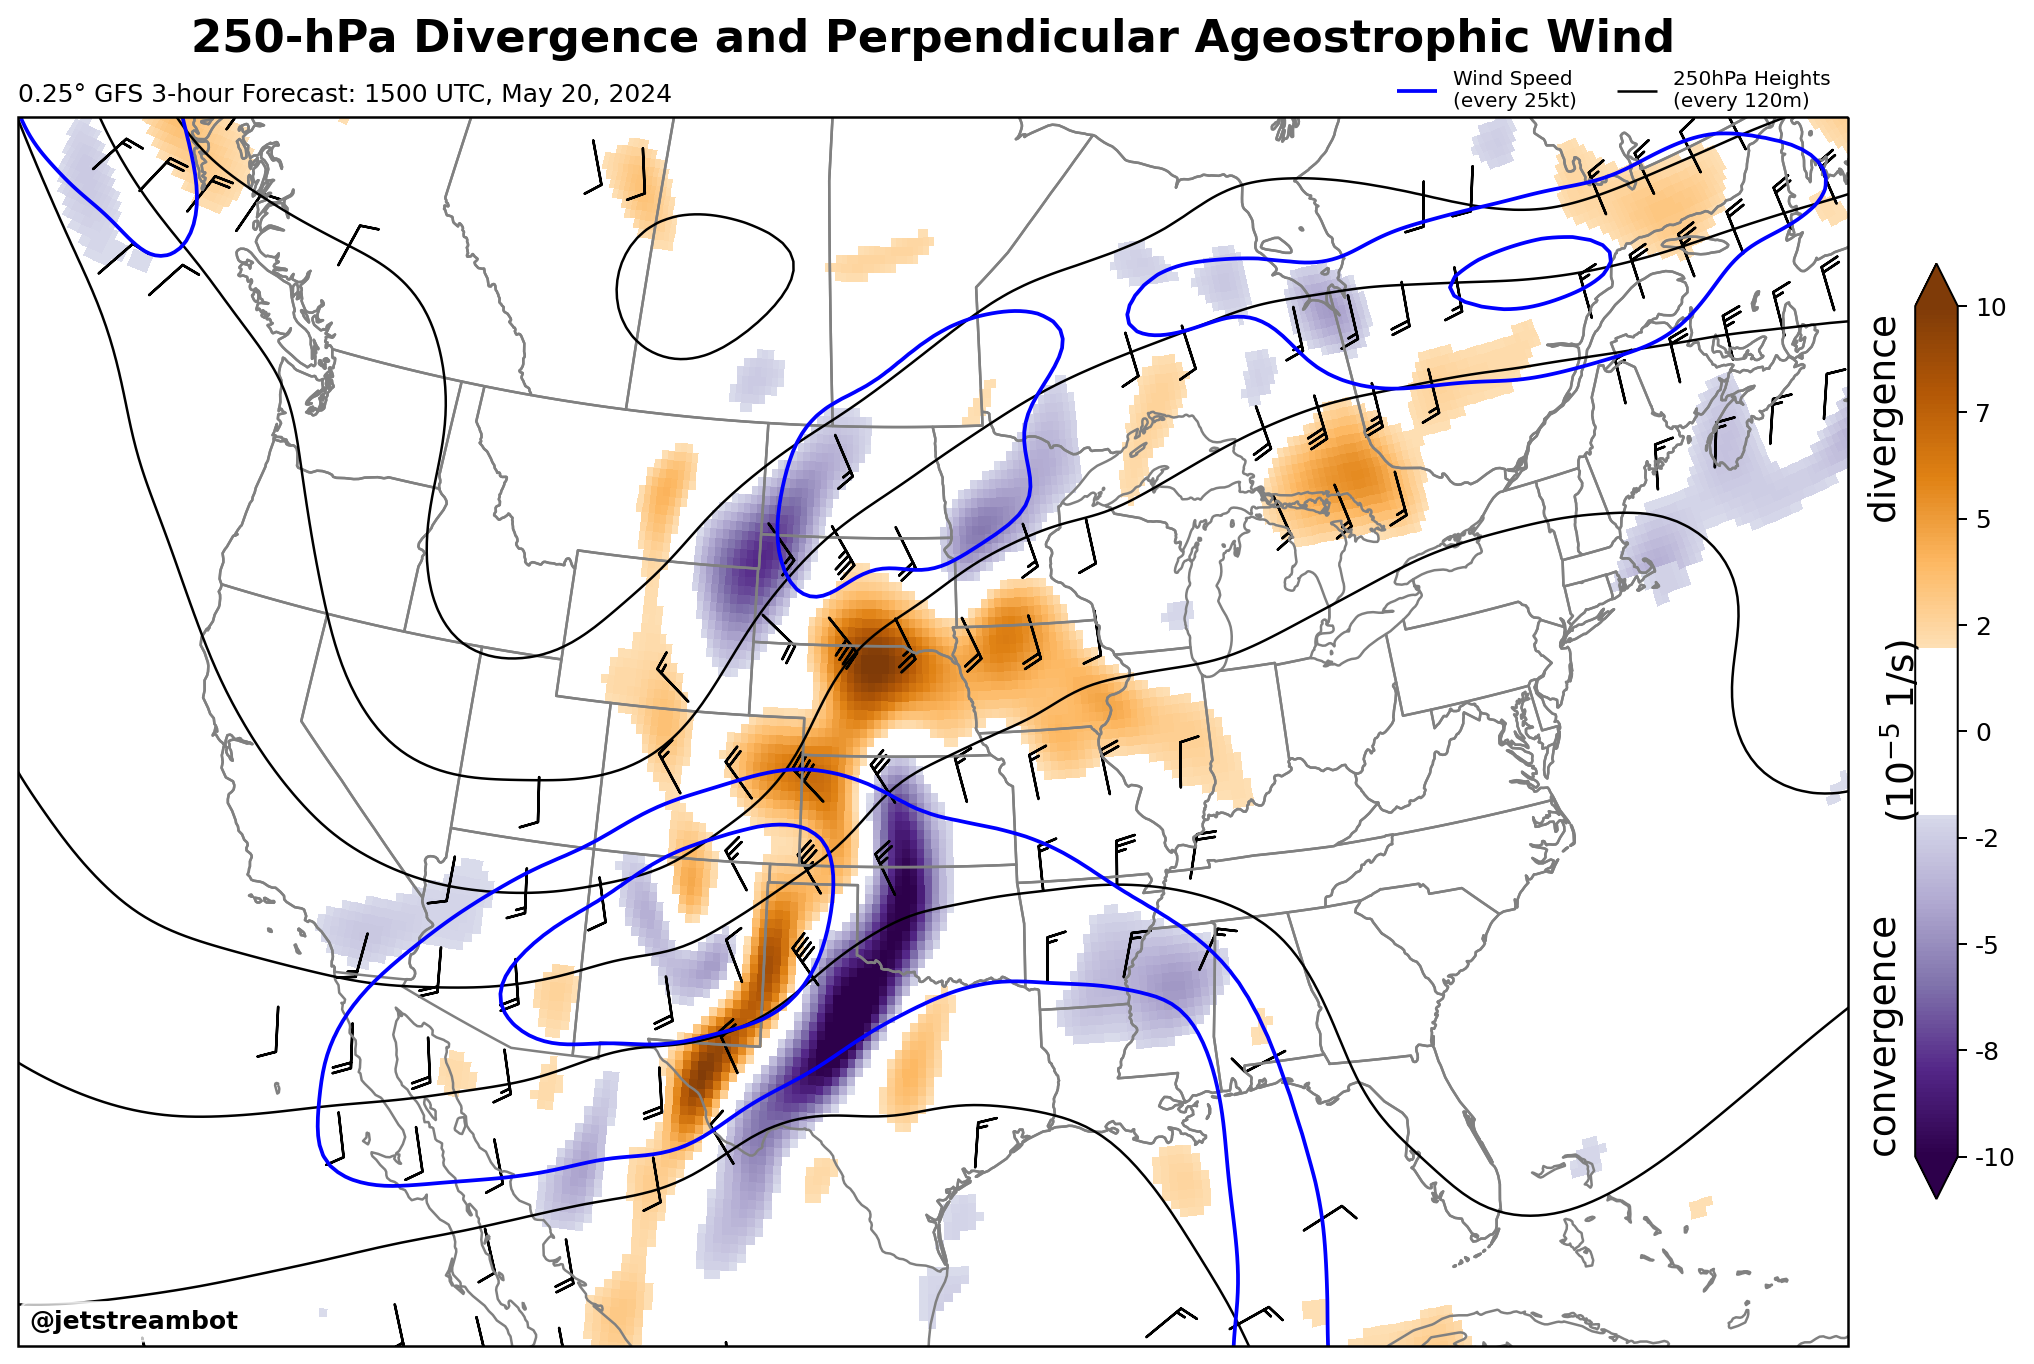 250-hPa Divergence and Perpendicular Ageostrophic Wind
0.25° GFS 3-hour Forecast: 1500 UTC, May 20, 2024
Wind Speed
(every 25kt)
250hPa Heights
(every 120m)
10
7
5
2
0
-2
-5
-8
-10
divergence
(10⁻⁵ 1/s)
convergence
@jetstreambot